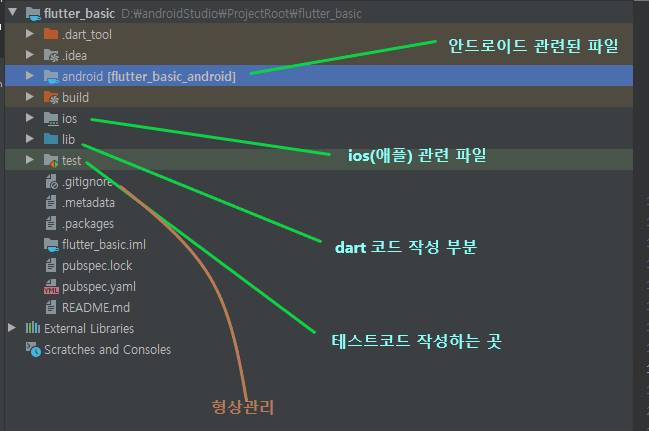 flutter_basic D:₩androidStudio₩ProjectRoot₩flutter_basic
.dart_tool
안드로이드 관련된 파일
.idea
android [flutter_basic_android]
build
ios
lib
ios(애플) 관련 파일
test
.gitignore
.metadata
.packages
flutter_basic.iml
dart 코드 작성 부분
pubspec.lock
YML pubspec.yaml
README.md
External Libraries
테스트코드 작성하는 곳
Scratches and Consoles
형상관리